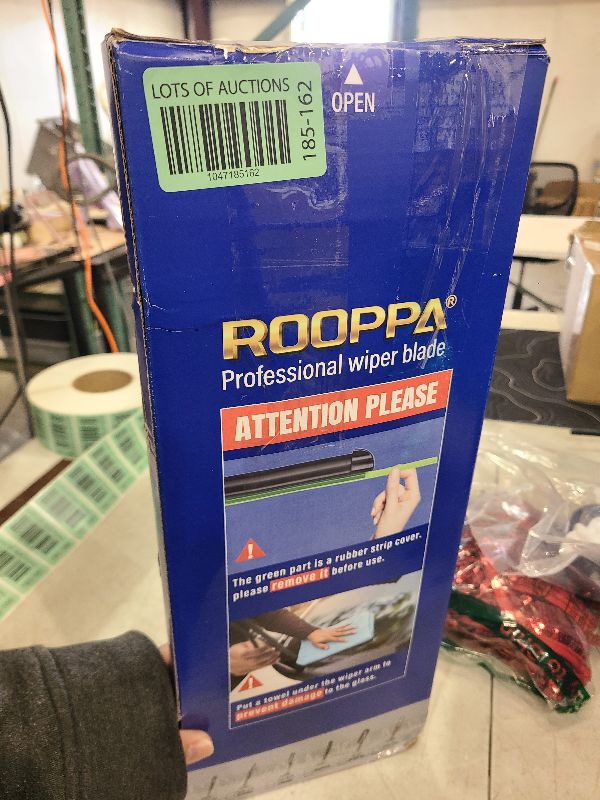 LOTS OF AUCTIONS
185-162
1047185162
OPEN
ROOPPA®
Professional wiper blade
ATTENTION PLEASE
The green part is a rubber strip cover,
please remove it before use.
Put a towel under the wiper arm to
prevent damage to the glass.